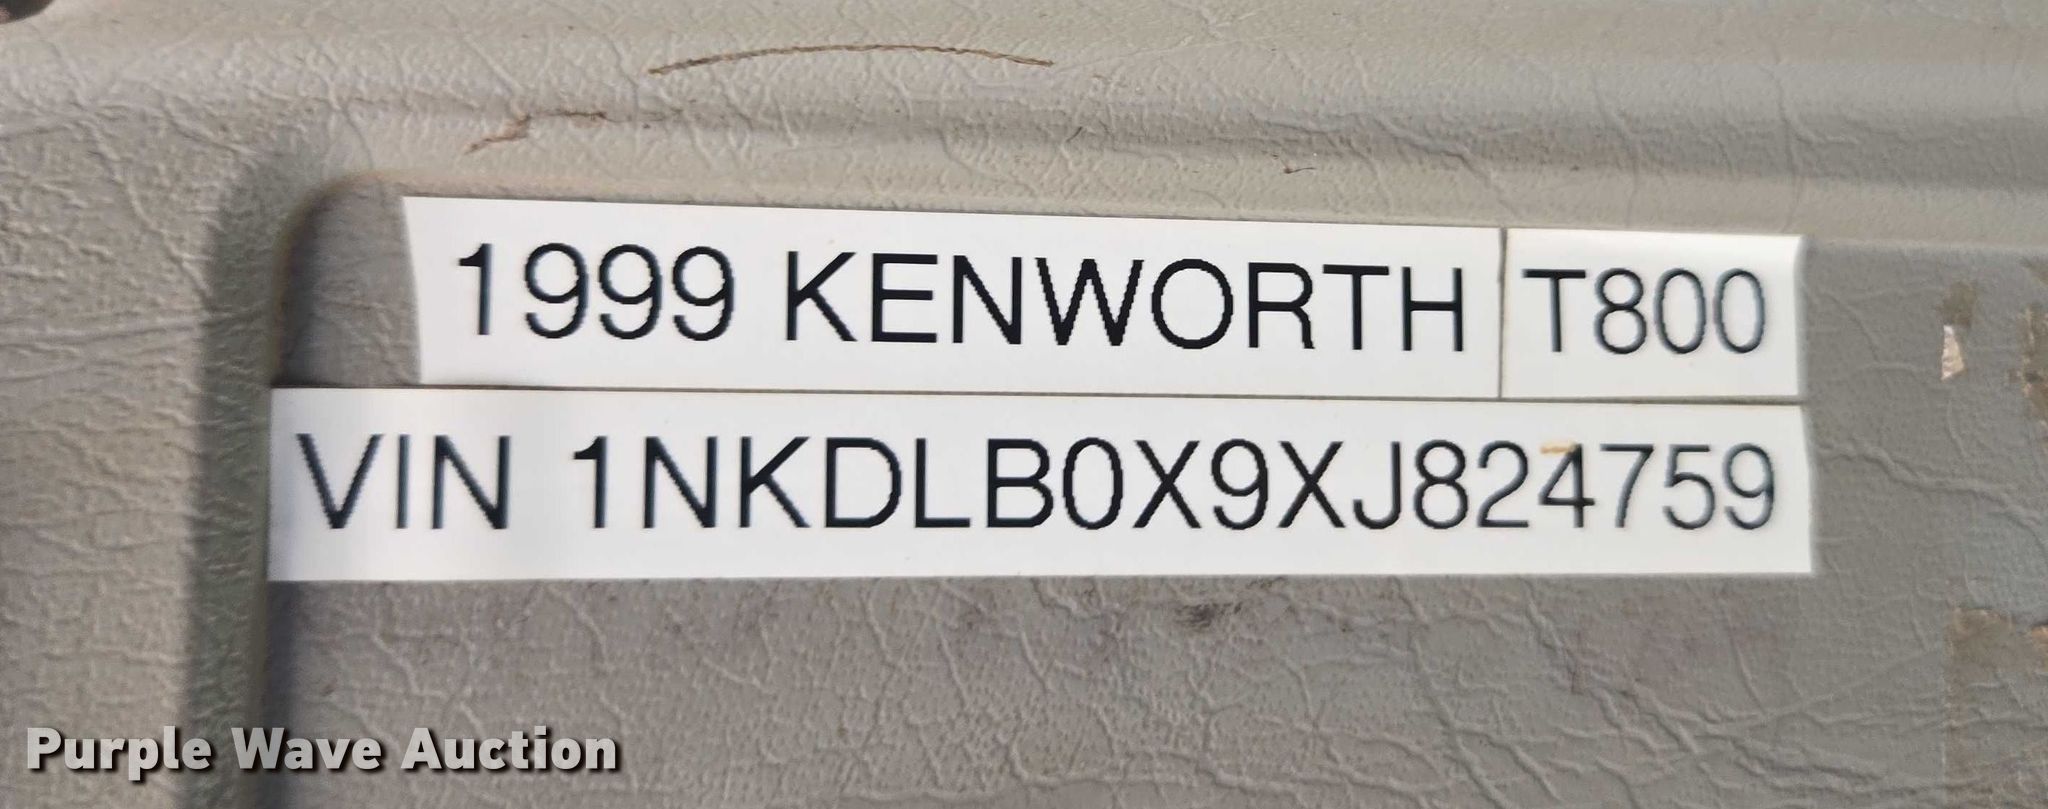 1999 KENWORTH T800
VIN 1NKDLB0X9XJ824759
Purple Wave Auction